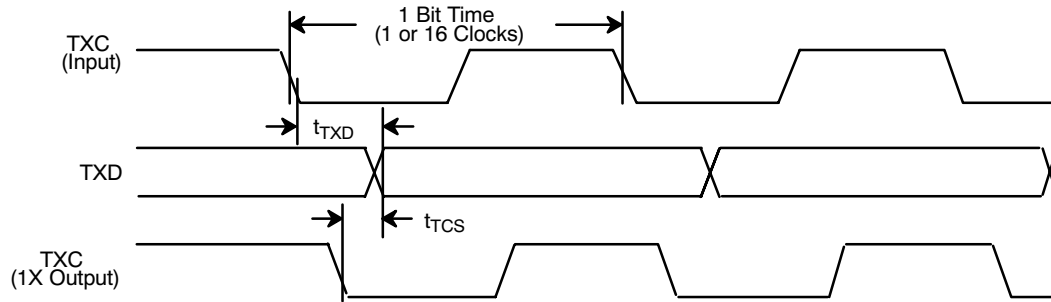 1 Bit Time
(1 or 16 Clocks)
TXC
(Input)
tTXD
TXD
tTCS
TXC
(1X Output)